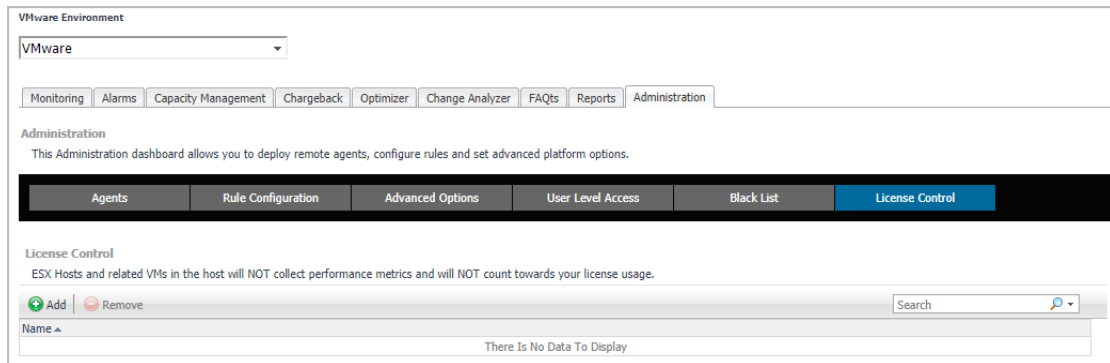 VMware Environment
VMware
Monitoring Alarms Capacity Management Chargeback Optimizer Change Analyzer FAQts Reports Administration
Administration
This Administration dashboard allows you to deploy remote agents, configure rules and set advanced platform options.
Agents Rule Configuration Advanced Options User Level Access Black List License Control
License Control
ESX Hosts and related VMs in the host will NOT collect performance metrics and will NOT count towards your license usage.
Add Remove Search
Name
There Is No Data To Display